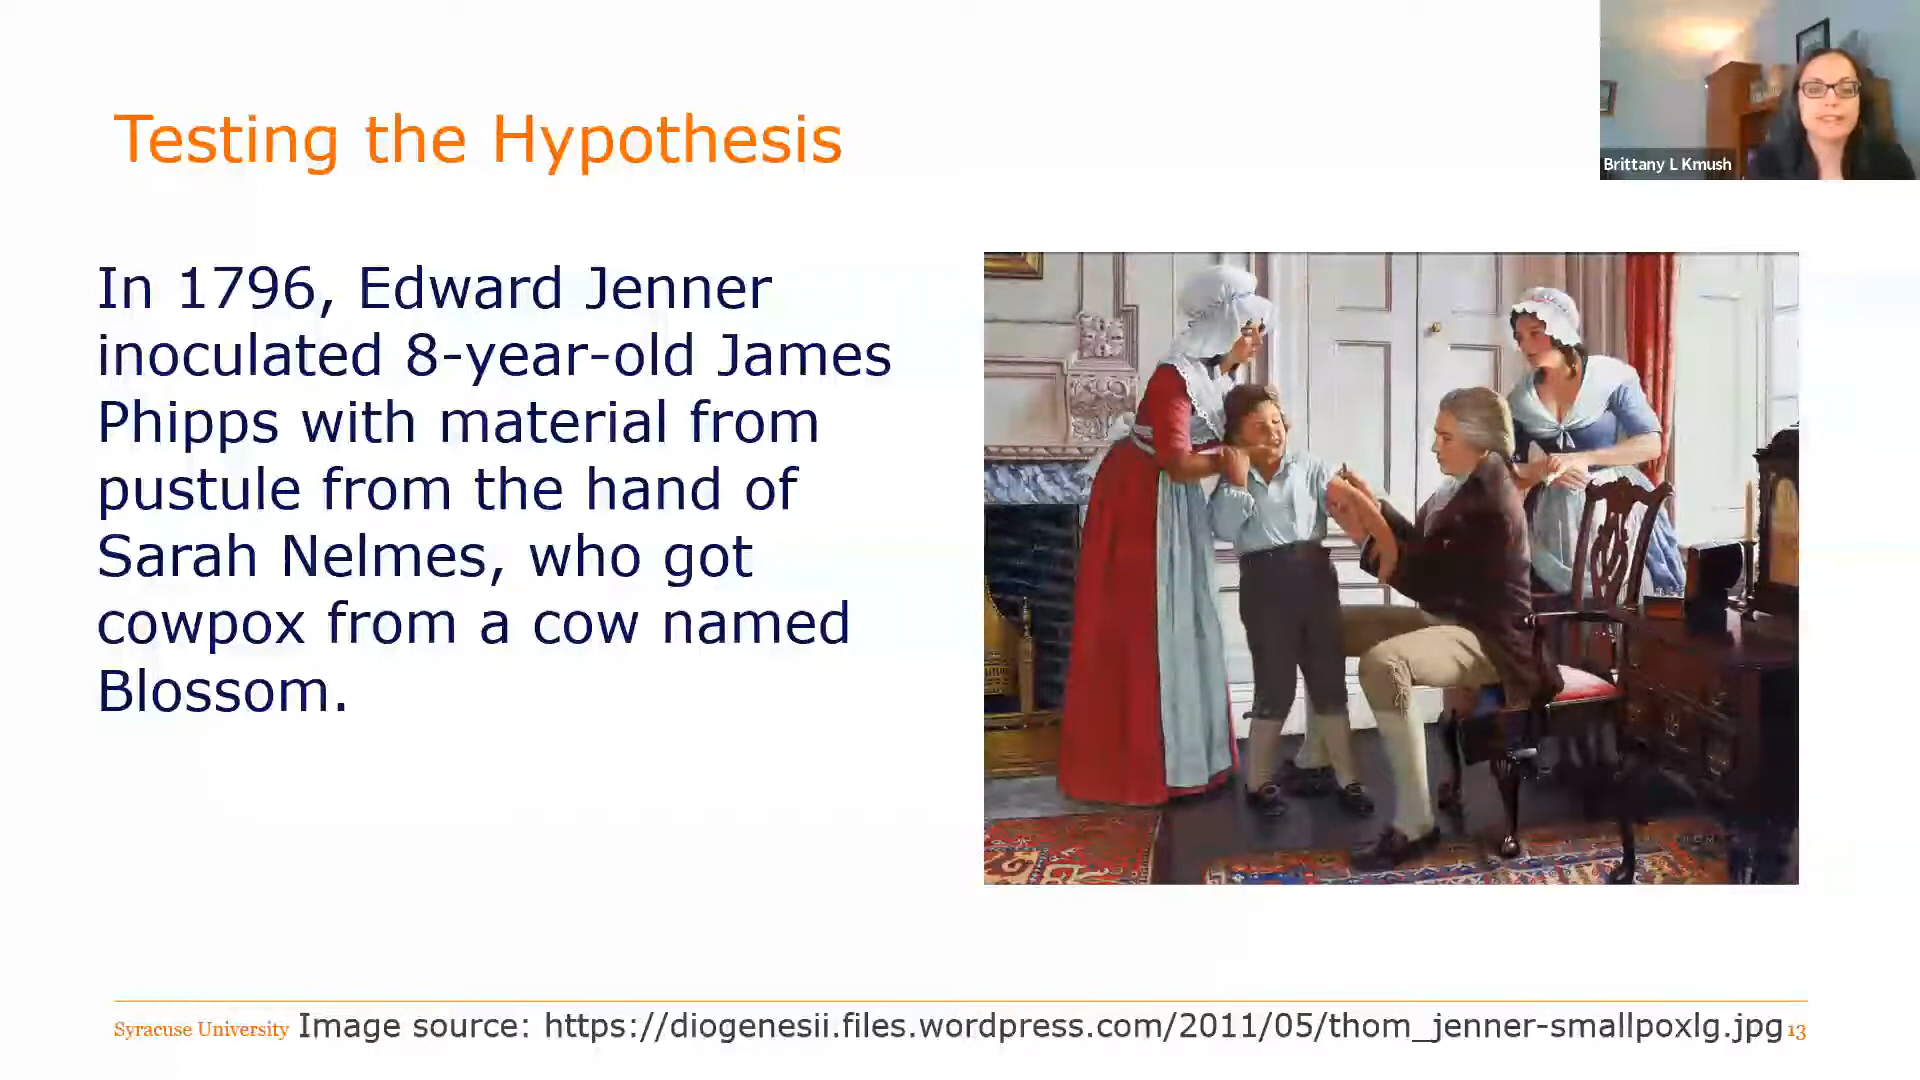 Brittany L Kmush
Testing the Hypothesis
In 1796, Edward Jenner
inoculated 8-year-old James
Phipps with material from
pustule from the hand of
Sarah Nelmes, who got
cowpox from a cow named
Blossom.
Syracuse University Image source: https://diogenesii.files.wordpress.com/2011/05/thom_jenner-smallpoxlg.jpg 13